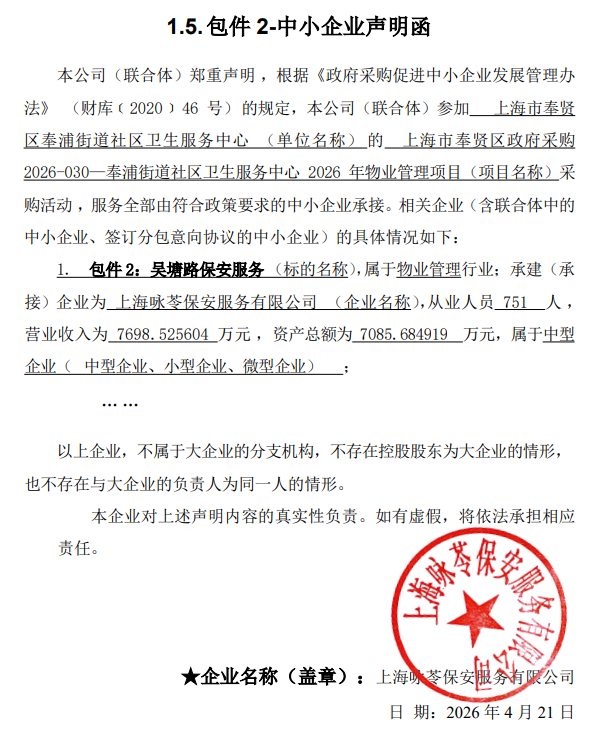 1.5. 包件 2-中小企业声明函
本公司（联合体）郑重声明，根据《政府采购促进中小企业发展管理办
法》（财库﹝2020﹞46 号）的规定，本公司（联合体）参加 上海市奉贤
区奉浦街道社区卫生服务中心 （单位名称）的 上海市奉贤区政府采购
2026-030—奉浦街道社区卫生服务中心 2026 年物业管理项目（项目名称）采
购活动，服务全部由符合政策要求的中小企业承接。相关企业（含联合体中的
中小企业、签订分包意向协议的中小企业）的具体情况如下：
1. 包件 2：吴塘路保安服务（标的名称），属于物业管理行业；承建（承
接）企业为 上海咏苓保安服务有限公司 （企业名称），从业人员 751 人，
营业收入为 7698.525604 万元，资产总额为 7085.684919 万元，属于中型
企业（ 中型企业、小型企业、微型企业） ；
… …
以上企业，不属于大企业的分支机构，不存在控股股东为大企业的情形，
也不存在与大企业的负责人为同一人的情形。
本企业对上述声明内容的真实性负责。如有虚假，将依法承担相应
责任。
上海咏苓保安服务有限公司
★企业名称（盖章）：上海咏苓保安服务有限公司
日 期：2026 年 4 月 21 日